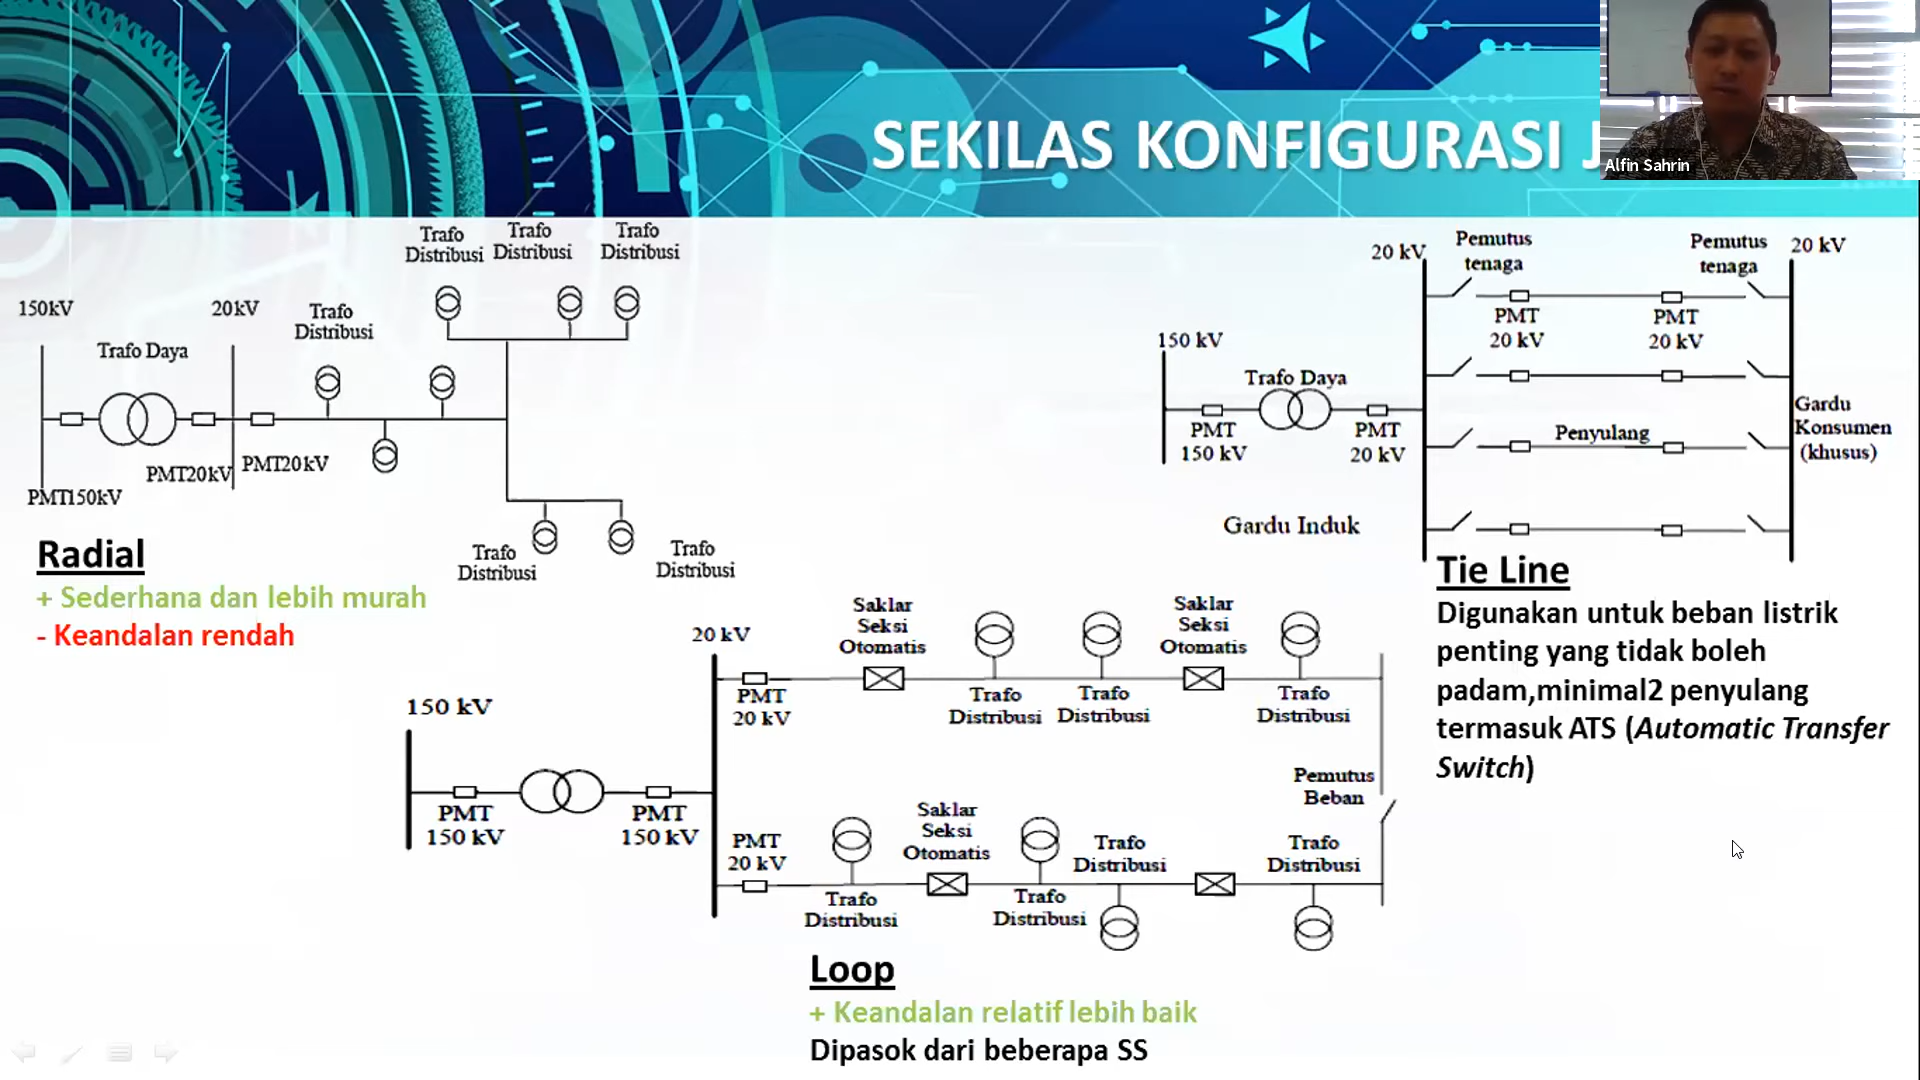 SEKILAS KONFIGURASI
Alfin Sahrin
150kV
Trafo Daya
20kV
Trafo
Distribusi
Trafo
Distribusi
Trafo
Distribusi
Trafo
Distribusi
PMT150kV
PMT20kV
PMT20kV
Trafo
Distribusi
Trafo
Distribusi
Radial
+ Sederhana dan lebih murah
- Keandalan rendah
150 kV
PMT
150 kV
Trafo Daya
PMT
20 kV
Gardu Induk
20 kV
Pemutus
tenaga
PMT
20 kV
PMT
20 kV
Pemutus
tenaga
20 kV
Penyulang
Gardu
Konsumen
(khusus)
Tie Line
Digunakan untuk beban listrik
penting yang tidak boleh
padam,minimal2 penyulang
termasuk ATS (Automatic Transfer
Switch)
150 kV
PMT
150 kV
PMT
150 kV
20 kV
PMT
20 kV
Saklar
Seksi
Otomatis
Trafo
Distribusi
Trafo
Distribusi
Saklar
Seksi
Otomatis
Trafo
Distribusi
Pemutus
Beban
PMT
20 kV
Trafo
Distribusi
Saklar
Seksi
Otomatis
Trafo
Distribusi
Trafo
Distribusi
Trafo
Distribusi
Loop
+ Keandalan relatif lebih baik
Dipasok dari beberapa SS